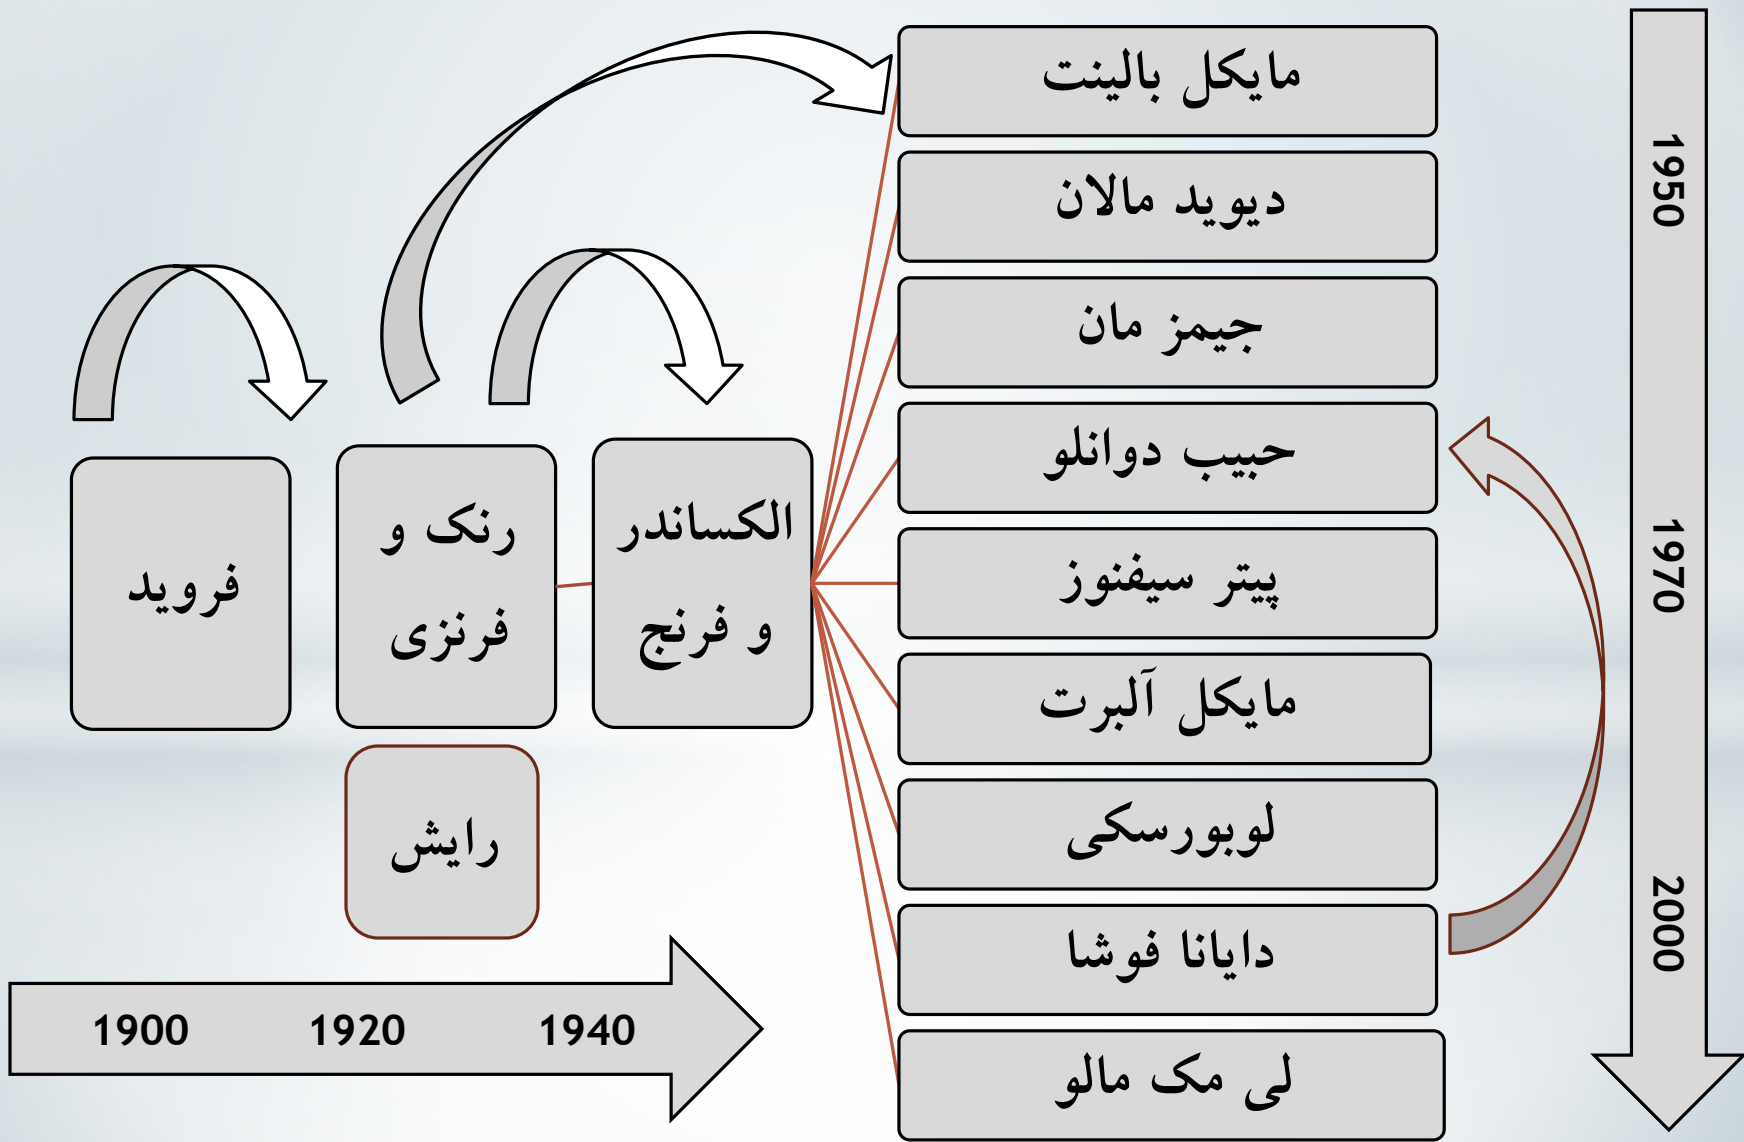 فروید
رنک و
فرنزی
رایش
الکساندر
و فرنج
مایکل بالینت
دیوید مالان
جیمز مان
حبیب دوانلو
پیتر سیفنوز
مایکل آلبرت
لوبورسکی
دایانا فوشا
لی مک مالو
1900 1920 1940
1950
1970
2000